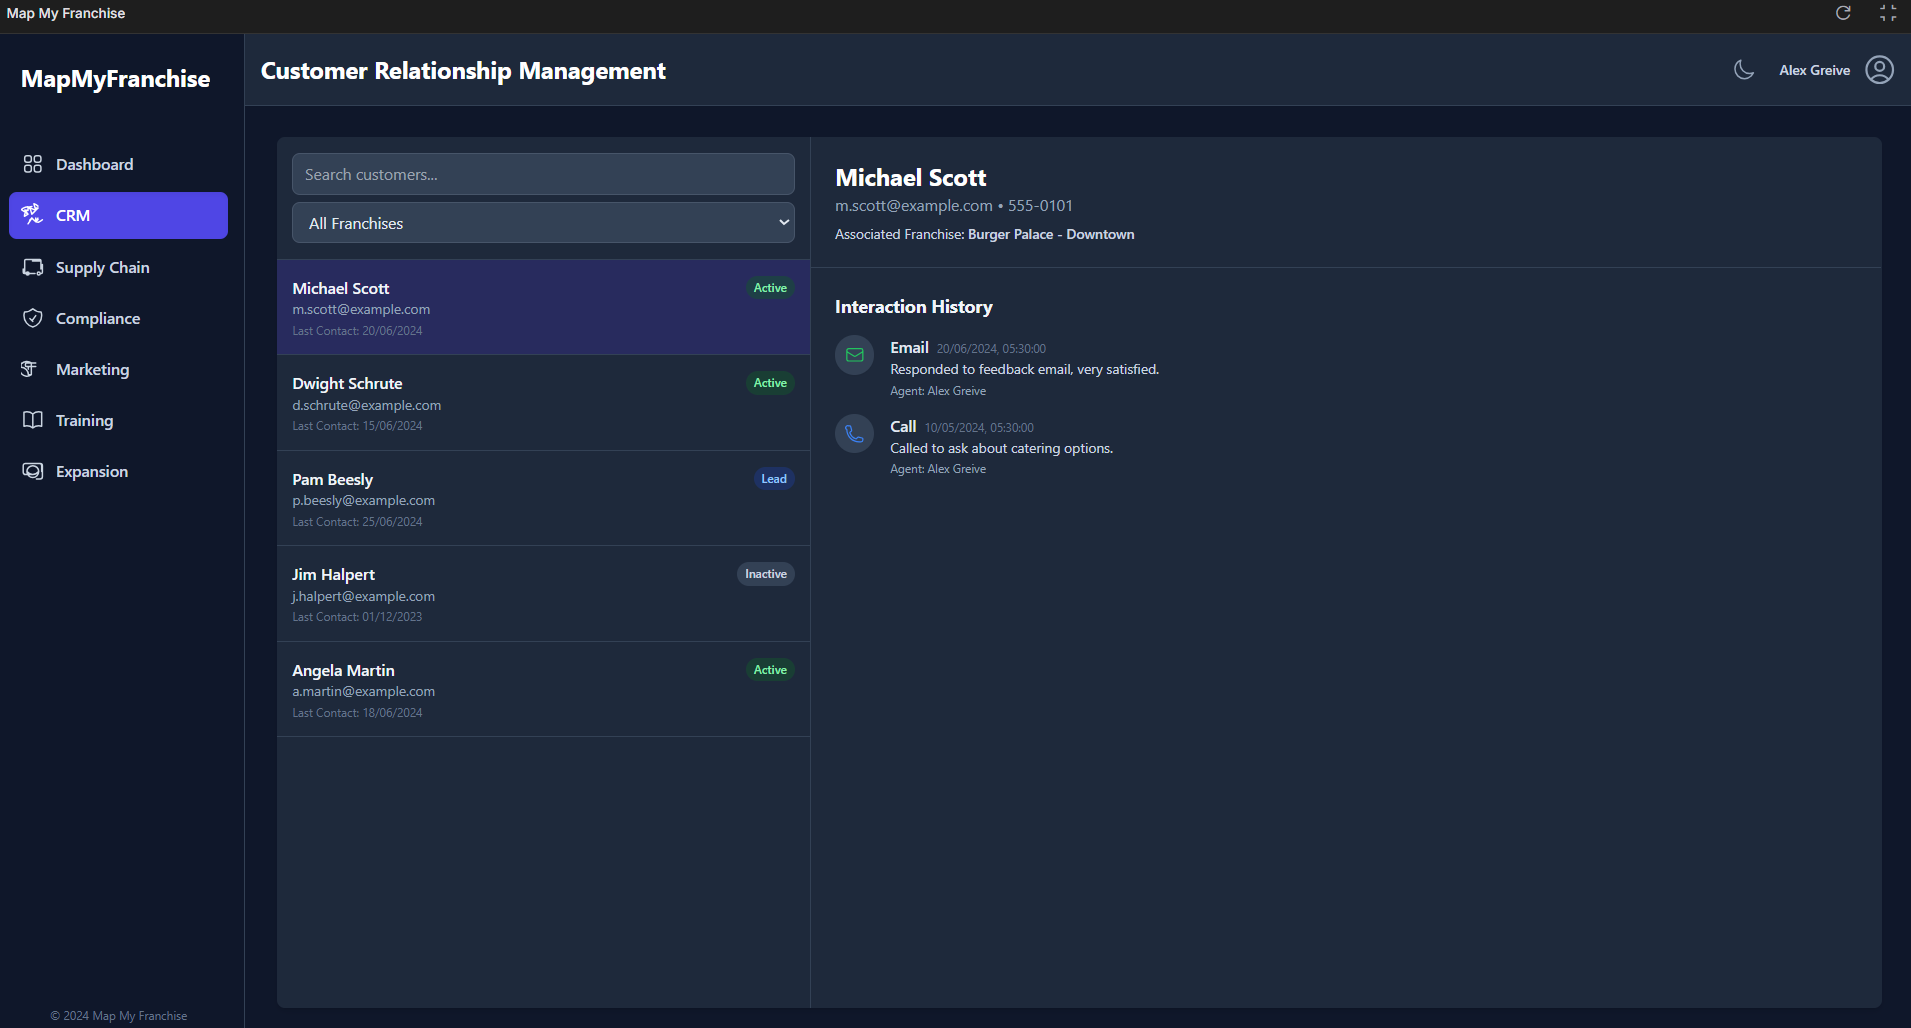 Map My Franchise
MapMyFranchise
Dashboard
CRM
Supply Chain
Compliance
Marketing
Training
Expansion
© 2024 Map My Franchise
Customer Relationship Management
Alex Greive
Search customers...
All Franchises
Michael Scott
Active
m.scott@example.com
Last Contact: 20/06/2024
Dwight Schrute
Active
d.schrute@example.com
Last Contact: 15/06/2024
Pam Beesly
Lead
p.beesly@example.com
Last Contact: 25/06/2024
Jim Halpert
Inactive
j.halpert@example.com
Last Contact: 01/12/2023
Angela Martin
Active
a.martin@example.com
Last Contact: 18/06/2024
Michael Scott
m.scott@example.com • 555-0101
Associated Franchise: Burger Palace - Downtown
Interaction History
Email 20/06/2024, 05:30:00
Responded to feedback email, very satisfied.
Agent: Alex Greive
Call 10/05/2024, 05:30:00
Called to ask about catering options.
Agent: Alex Greive